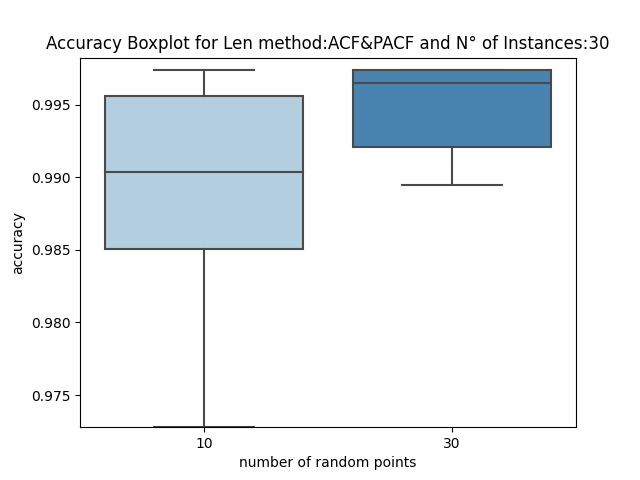 Accuracy Boxplot for Len method:ACF&PACF and N° of Instances:30
0.995
0.990
0.985
0.980
0.975
accuracy
10 30
number of random points